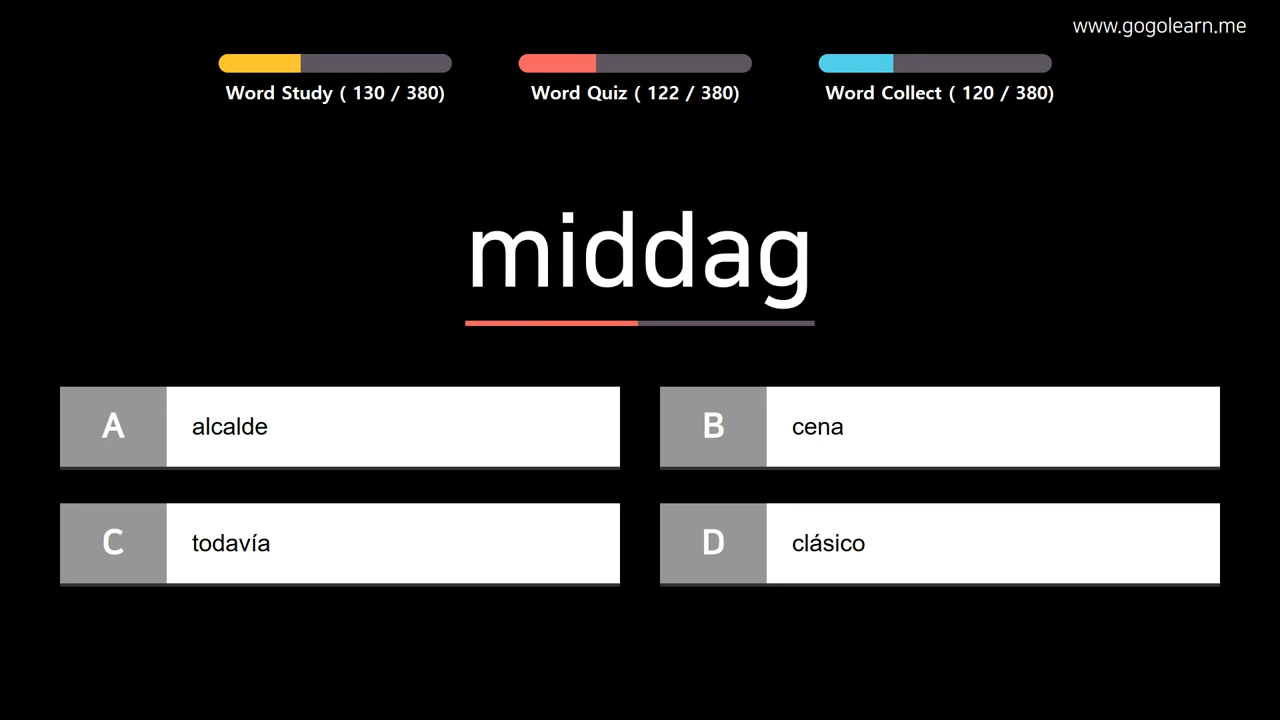 www.gogolearn.me
Word Study ( 130 / 380)
Word Quiz ( 122 / 380)
Word Collect ( 120 / 380)
middag
A alcalde
B cena
C todavía
D clásico